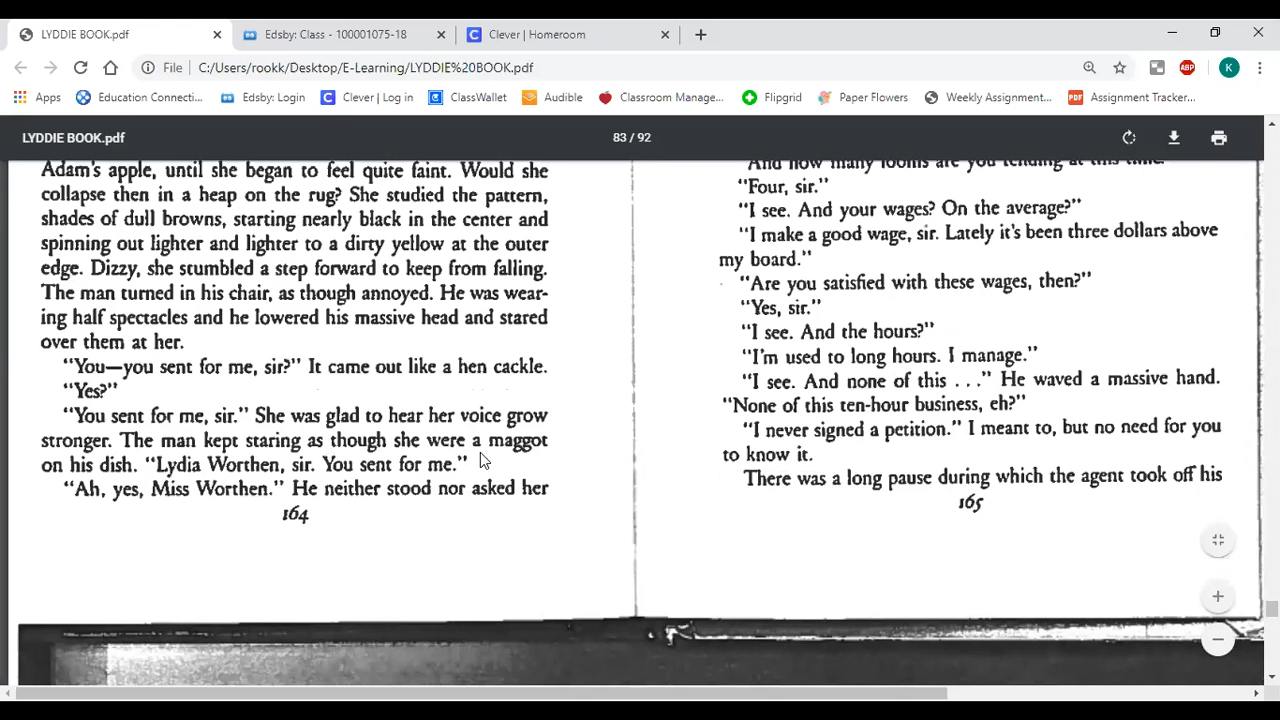 LYDDIE BOOK.pdf
Edsby: Class - 100001075-18
Clever | Homeroom
File
C:/Users/rookk/Desktop/E-Learning/LYDDIE%20BOOK.pdf
ABP
K
Apps
Education Connecti...
Edsby: Login
Clever | Log in
ClassWallet
Audible
Classroom Manage...
Flipgrid
Paper Flowers
Weekly Assignment...
PDF
Assignment Tracker...
LYDDIE BOOK.pdf
83 / 92
Adam's apple, until she began to feel quite faint. Would she
collapse then in a heap on the rug? She studied the pattern,
shades of dull browns, starting nearly black in the center and
spinning out lighter and lighter to a dirty yellow at the outer
edge. Dizzy, she stumbled a step forward to keep from falling.
The man turned in his chair, as though annoyed. He was wear-
ing half spectacles and he lowered his massive head and stared
over them at her.
"You—you sent for me, sir?" It came out like a hen cackle.
"Yes?"
"You sent for me, sir." She was glad to hear her voice grow
stronger. The man kept staring as though she were a maggot
on his dish. "Lydia Worthen, sir. You sent for me."
"Ah, yes, Miss Worthen." He neither stood nor asked her
164
"And how many rooms are you tending at this time
"Four, sir."
"I see. And your wages? On the average?"
"I make a good wage, sir. Lately it's been three dollars above
my board."
"Are you satisfied with these wages, then?"
"Yes, sir."
"I see. And the hours?"
"I'm used to long hours. I manage."
"I see. And none of this . . ." He waved a massive hand.
"None of this ten-hour business, eh?"
"I never signed a petition." I meant to, but no need for you
to know it.
There was a long pause during which the agent took off his
165